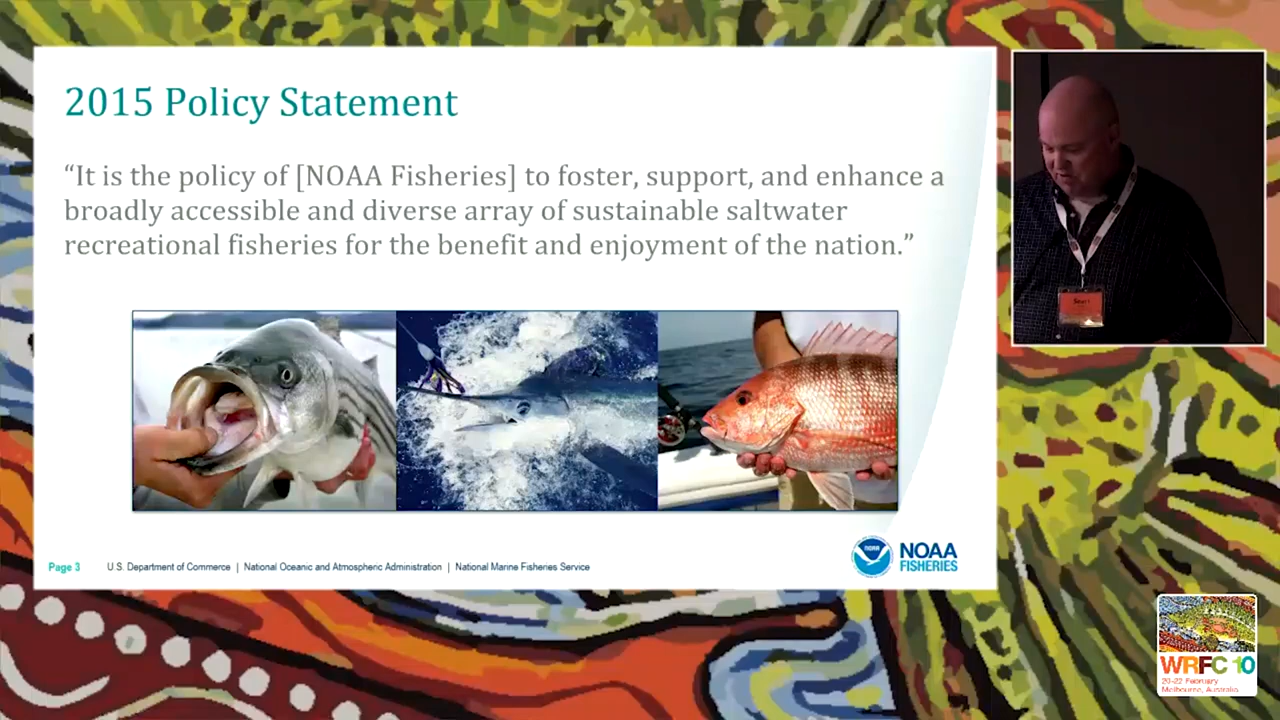 2015 Policy Statement
“It is the policy of [NOAA Fisheries] to foster, support, and enhance a
broadly accessible and diverse array of sustainable saltwater
recreational fisheries for the benefit and enjoyment of the nation.”
Page 3 U.S. Department of Commerce | National Oceanic and Atmospheric Administration | National Marine Fisheries Service
NOAA
NOAA
FISHERIES
WRFC 10
20-22 February
Melbourne, Australia